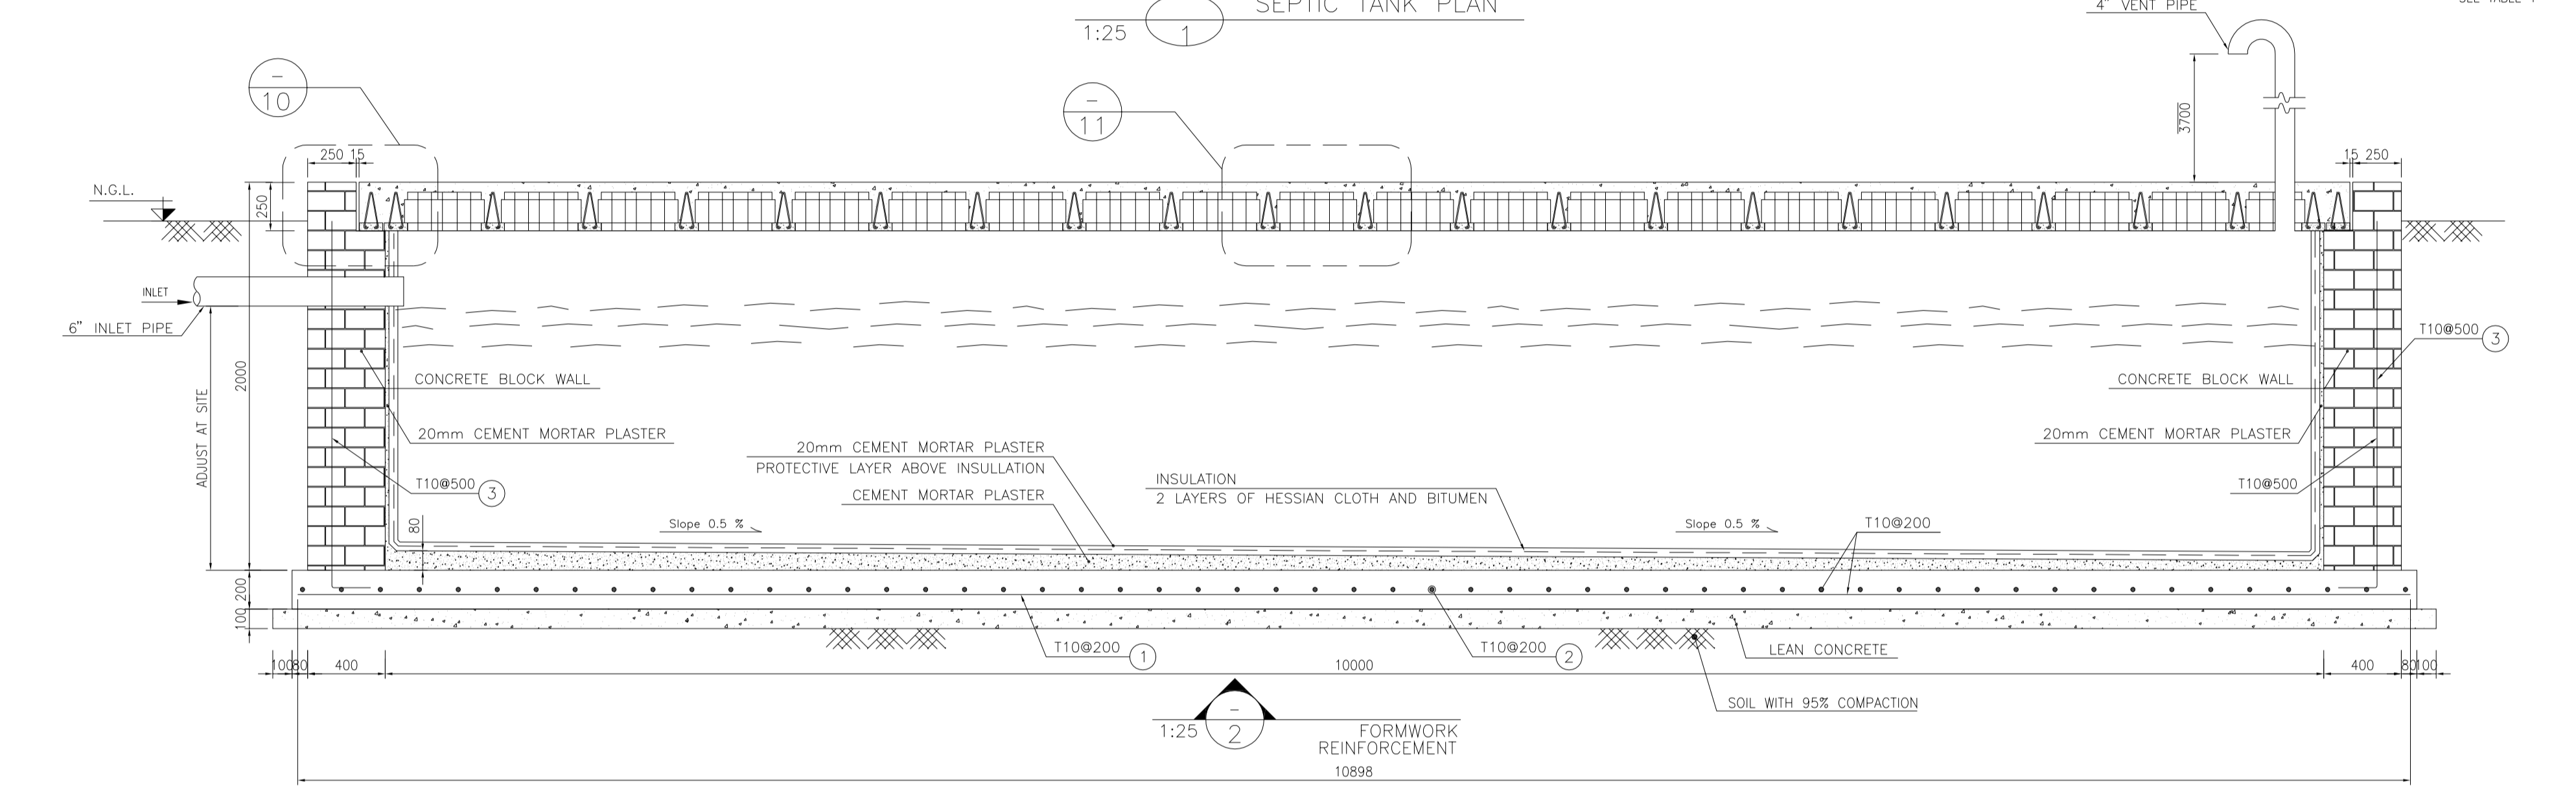 SEPTIC TANK PLAN
1:25
1
4" VENT PIPE
SEE TABLE 1
–
10
–
11
3700
250 15
15 250
N.G.L.
250
INLET
6" INLET PIPE
2000
ADJUST AT SITE
T10@500 3
CONCRETE BLOCK WALL
CONCRETE BLOCK WALL
20mm CEMENT MORTAR PLASTER
20mm CEMENT MORTAR PLASTER
20mm CEMENT MORTAR PLASTER
PROTECTIVE LAYER ABOVE INSULLATION
CEMENT MORTAR PLASTER
INSULATION
2 LAYERS OF HESSIAN CLOTH AND BITUMEN
T10@500 3
T10@500
80
Slope 0.5 %
Slope 0.5 %
T10@200
200
100
T10@200 1
T10@200 2
LEAN CONCRETE
100 80 400
10000
400 80 100
SOIL WITH 95% COMPACTION
–
1:25
2
FORMWORK
REINFORCEMENT
10898